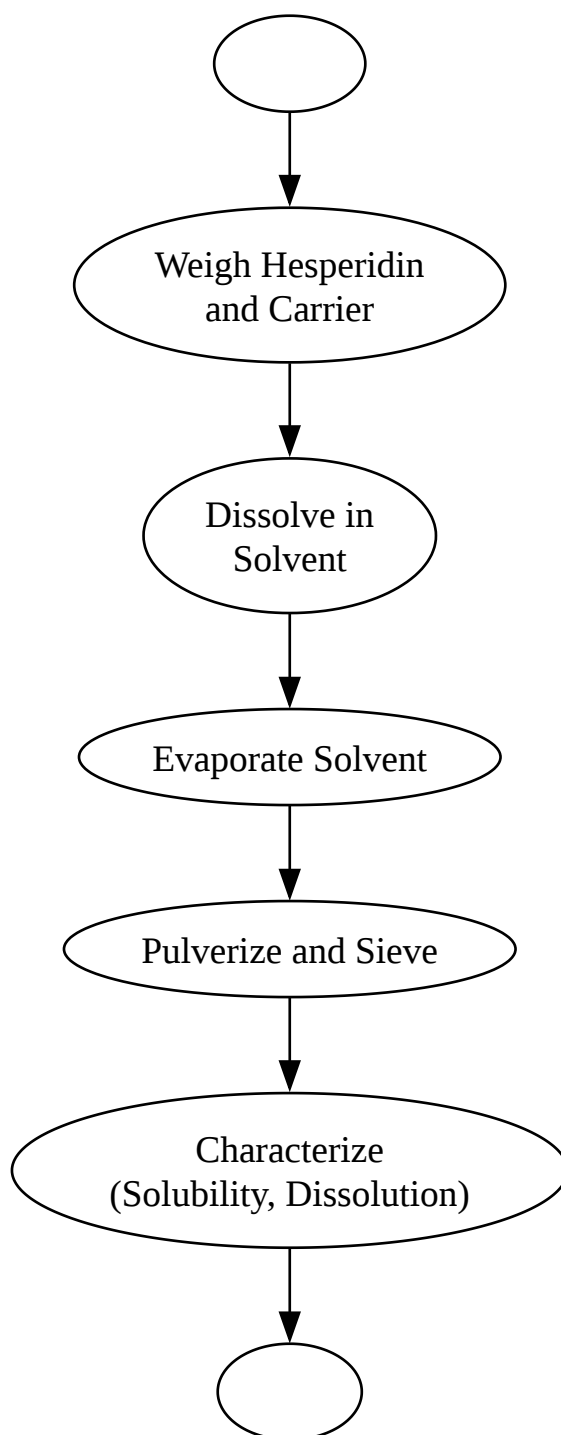 Weigh Hesperidin
and Carrier
Dissolve in
Solvent
Evaporate Solvent
Pulverize and Sieve
Characterize
(Solubility, Dissolution)